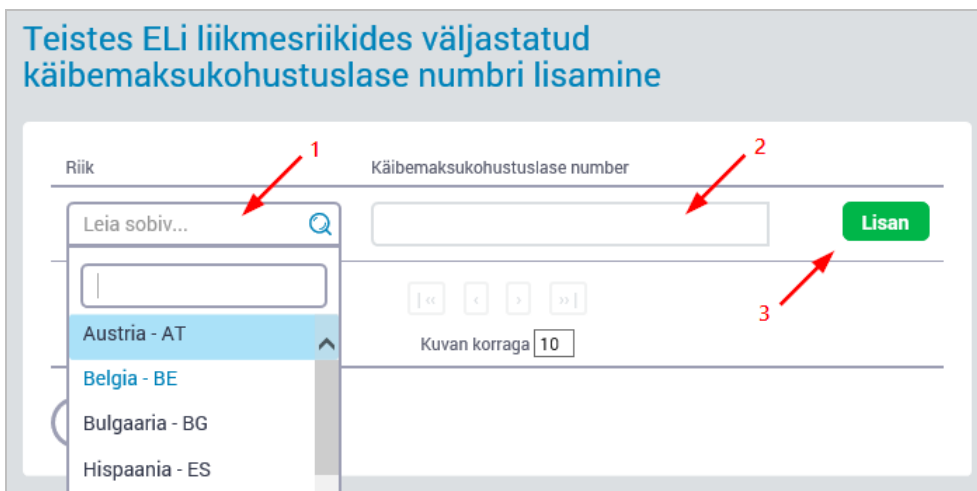 Teistes ELi liikmesriikides väljastatud
käibemaksukohustuslase numbri lisamine
1
2
Riik
Käibemaksukohustuslase number
Leia sobiv...
Lisan
3
Austria - AT
Kuvan korraga 10
Belgia - BE
Bulgaaria - BG
Hispaania - ES